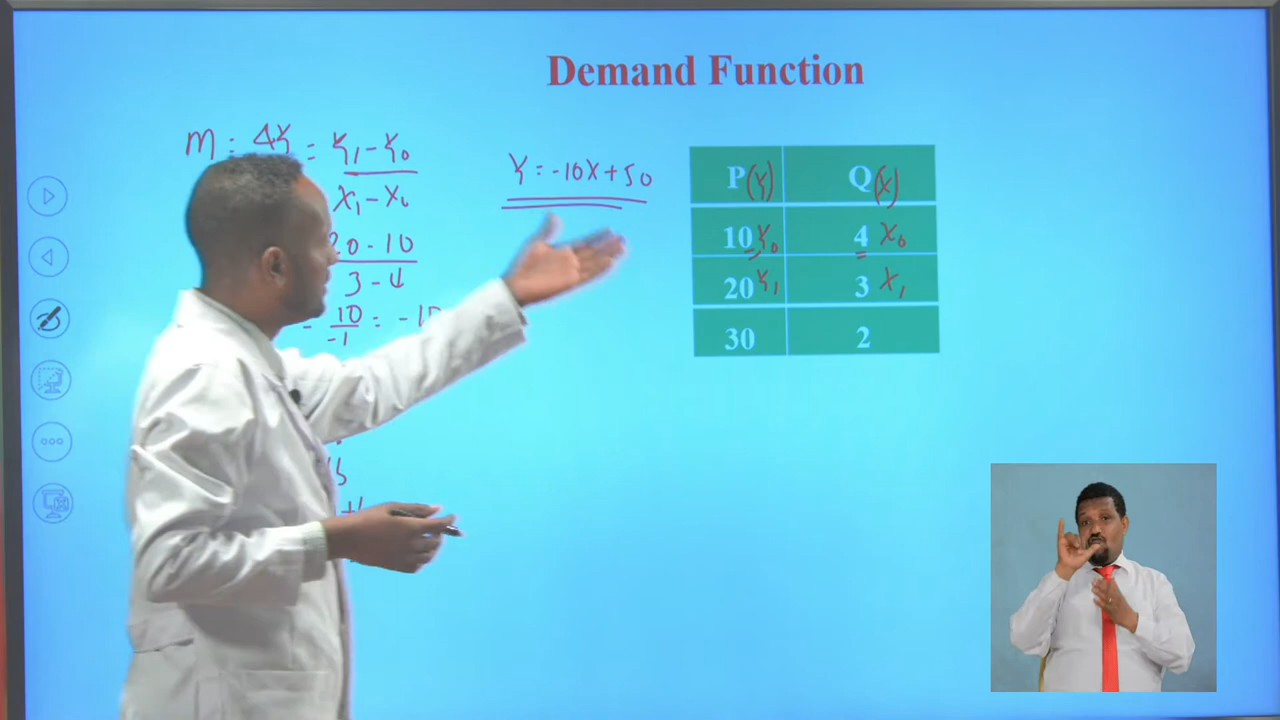 Demand Function
m = ΔY = Y₁ - Y₀
X₁ - X₀
20 - 10
3 - 4
- 10 = -10
-1
Y = -10X + 50
P(Y) Q(X)
10 Y₀ 4 X₀
20 Y₁ 3 X₁
30 2